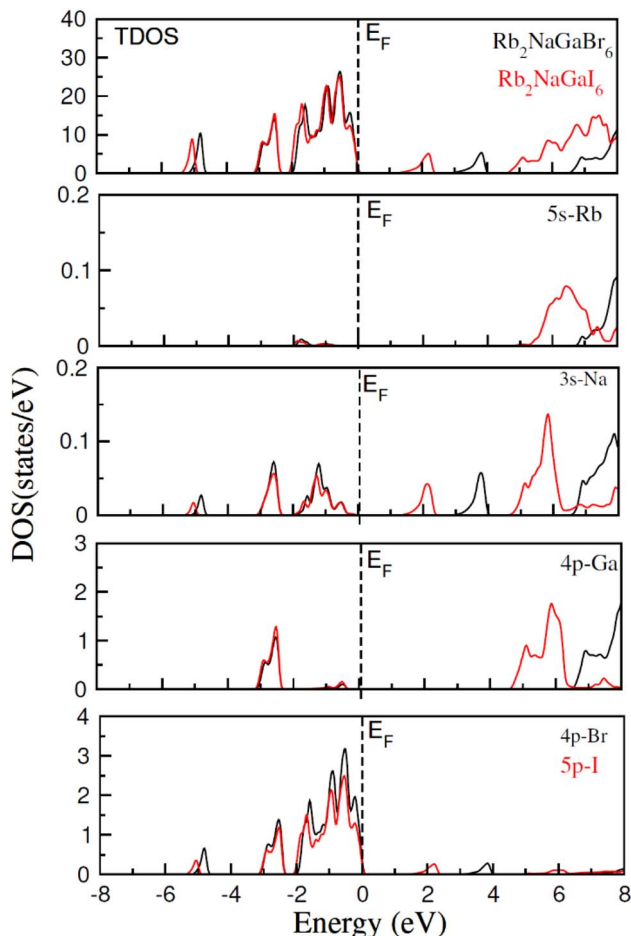 TDOS
E_F
Rb₂NaGaBr₆
Rb₂NaGaI₆
40
30
20
10
0
E_F
5s-Rb
0.2
0.1
0
E_F
3s-Na
0.2
0.1
0
E_F
4p-Ga
3
2
1
0
E_F
4p-Br
5p-I
4
3
2
1
0
DOS(states/eV)
-8 -6 -4 -2 0 2 4 6 8
Energy (eV)